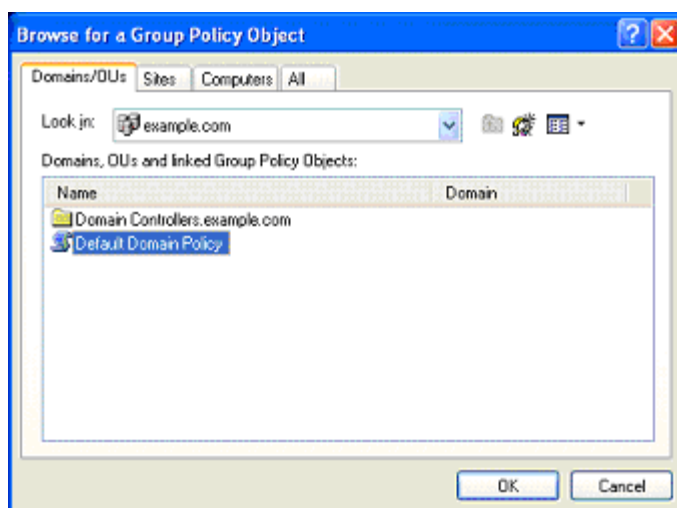 Browse for a Group Policy Object
Domains/OUs Sites Computers All
Look in: example.com
Domains, OUs and linked Group Policy Objects:
Name Domain
Domain Controllers.example.com
Default Domain Policy
OK Cancel